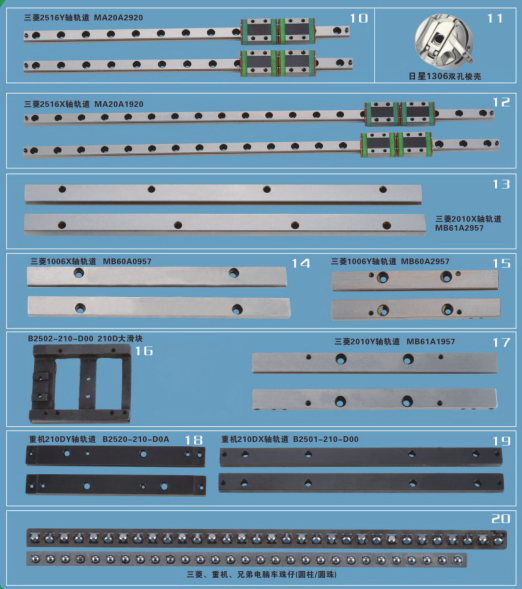 三菱2516Y轴轨道 MA20A2920
10
11
日星1306双孔梭壳
三菱2516X轴轨道 MA20A1920
12
13
三菱2010X轴轨道
MB61A2957
三菱1006X轴轨道 MB60A0957
14
三菱1006Y轴轨道 MB60A2957
15
B2502-210-D00 210D大滑块
16
三菱2010Y轴轨道 MB61A1957
17
重机210DY轴轨道 B2520-210-D0A
18
重机210DX轴轨道 B2501-210-D00
19
20
三菱、重机、兄弟电脑车珠仔(圆柱/圆珠)